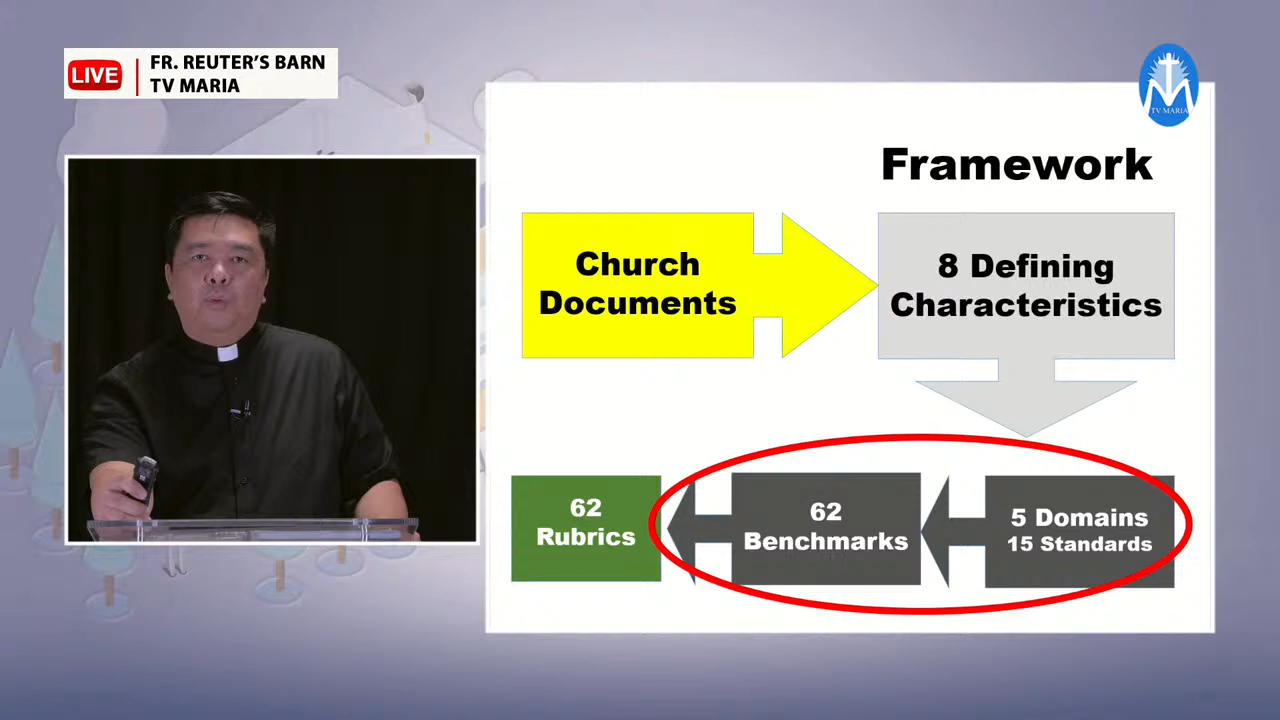 LIVE
FR. REUTER'S BARN
TV MARIA
TV MARIA
Framework
Church
Documents
8 Defining
Characteristics
62
Rubrics
62
Benchmarks
5 Domains
15 Standards